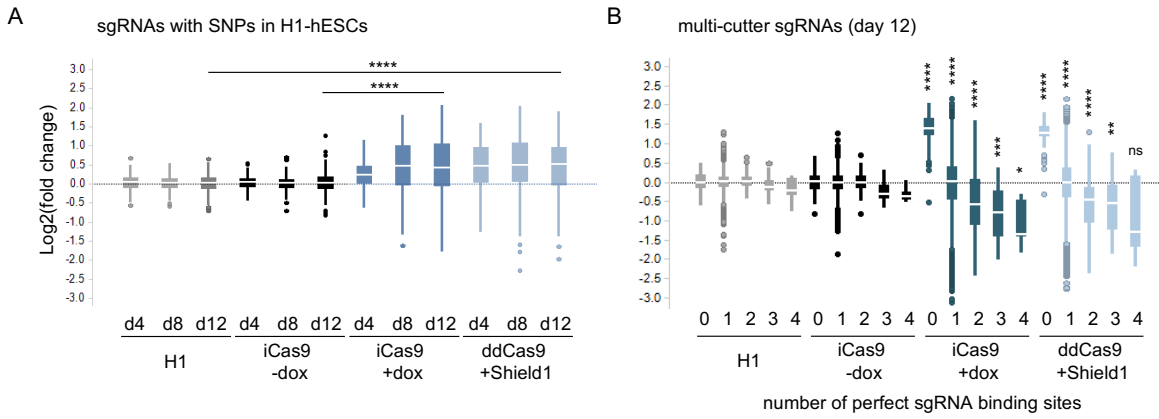 A
sgRNAs with SNPs in H1-hESCs
Log2(fold change)
3.0
2.5
2.0
1.5
1.0
0.5
0.0
-0.5
-1.0
-1.5
-2.0
-2.5
-3.0
****
****
d4 d8 d12 d4 d8 d12 d4 d8 d12 d4 d8 d12
H1 iCas9 iCas9 ddCas9
-dox +dox +Shield1
B
multi-cutter sgRNAs (day 12)
3.0
2.5
2.0
1.5
1.0
0.5
0.0
-0.5
-1.0
-1.5
-2.0
-2.5
-3.0
**** **** **** *** * **** **** **** ** ns
0 1 2 3 4 0 1 2 3 4 0 1 2 3 4 0 1 2 3 4
H1 iCas9 iCas9 ddCas9
-dox +dox +Shield1
number of perfect sgRNA binding sites